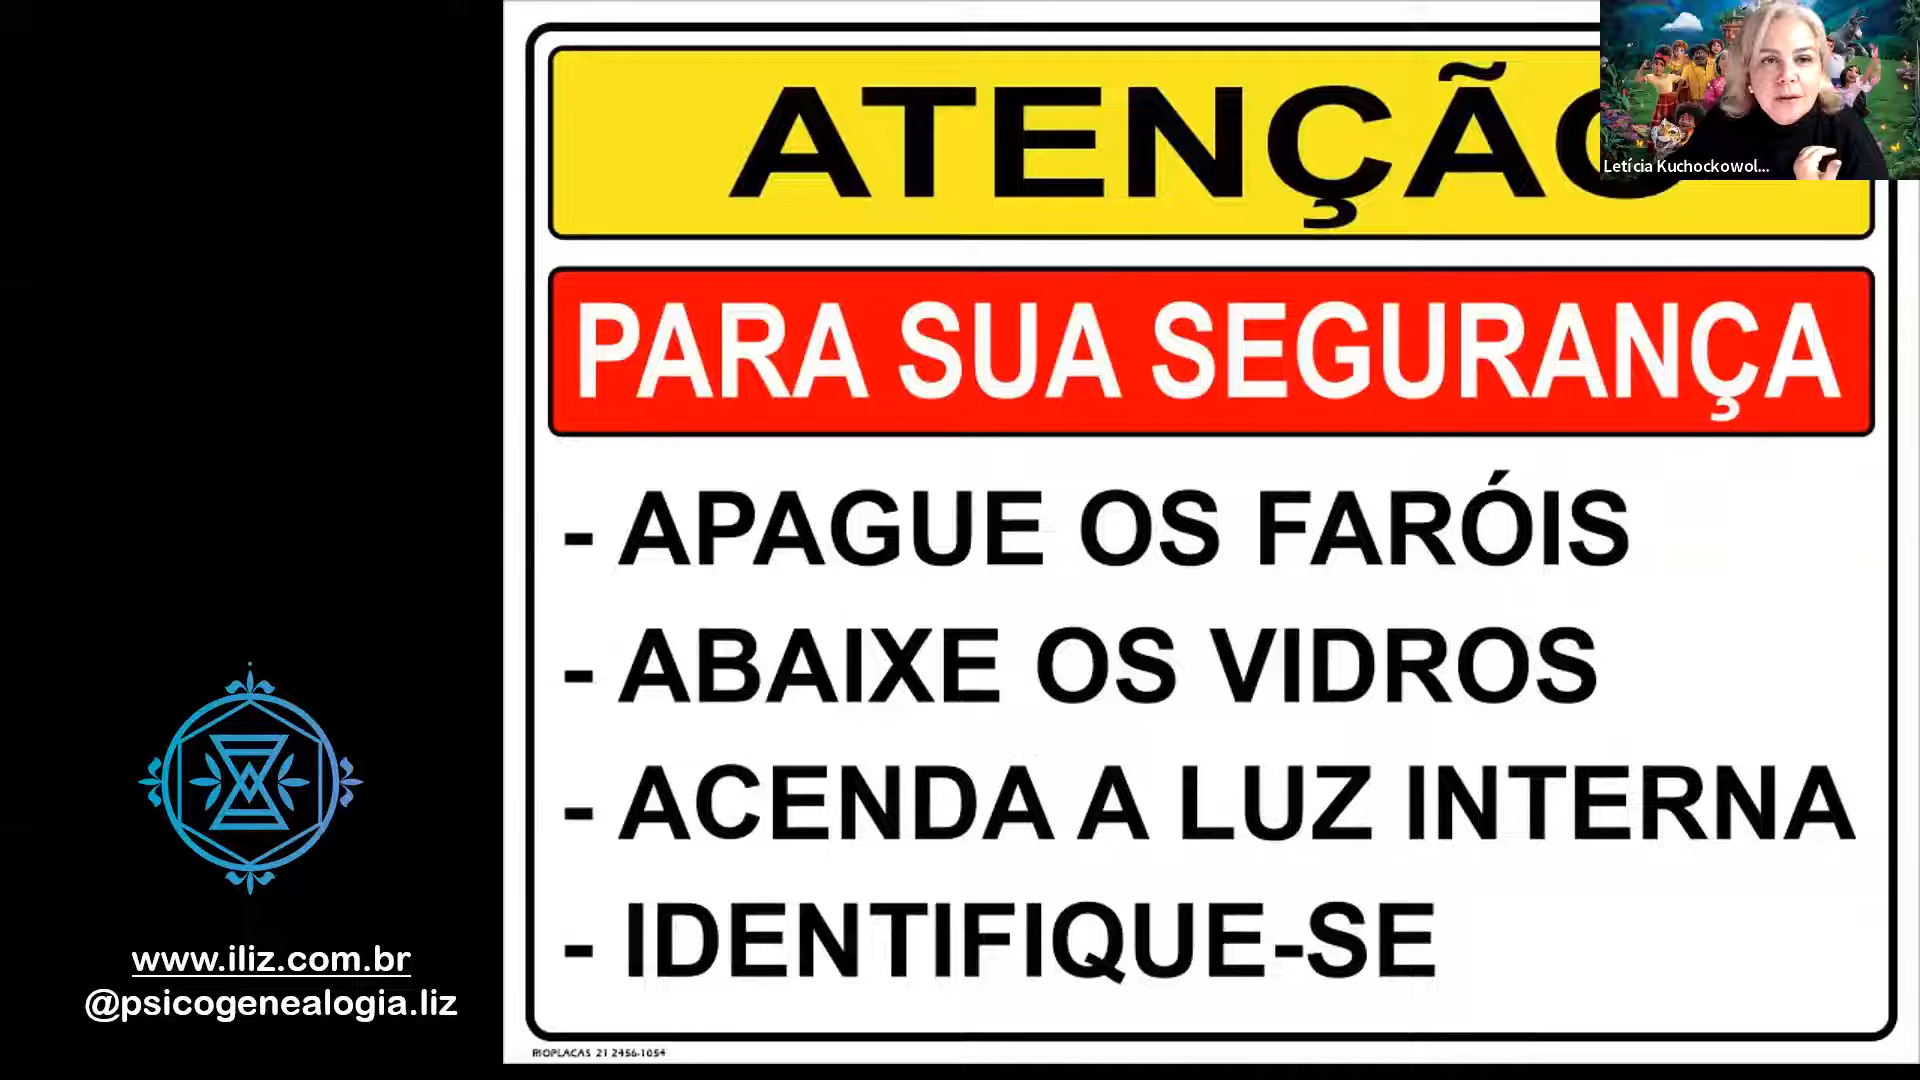 ATENÇÃO
Letícia Kuchockowol...
PARA SUA SEGURANÇA
- APAGUE OS FARÓIS
- ABAIXE OS VIDROS
- ACENDA A LUZ INTERNA
- IDENTIFIQUE-SE
RIOPLACAS 21 2456-1054
www.iliz.com.br
@psicogenealogia.liz